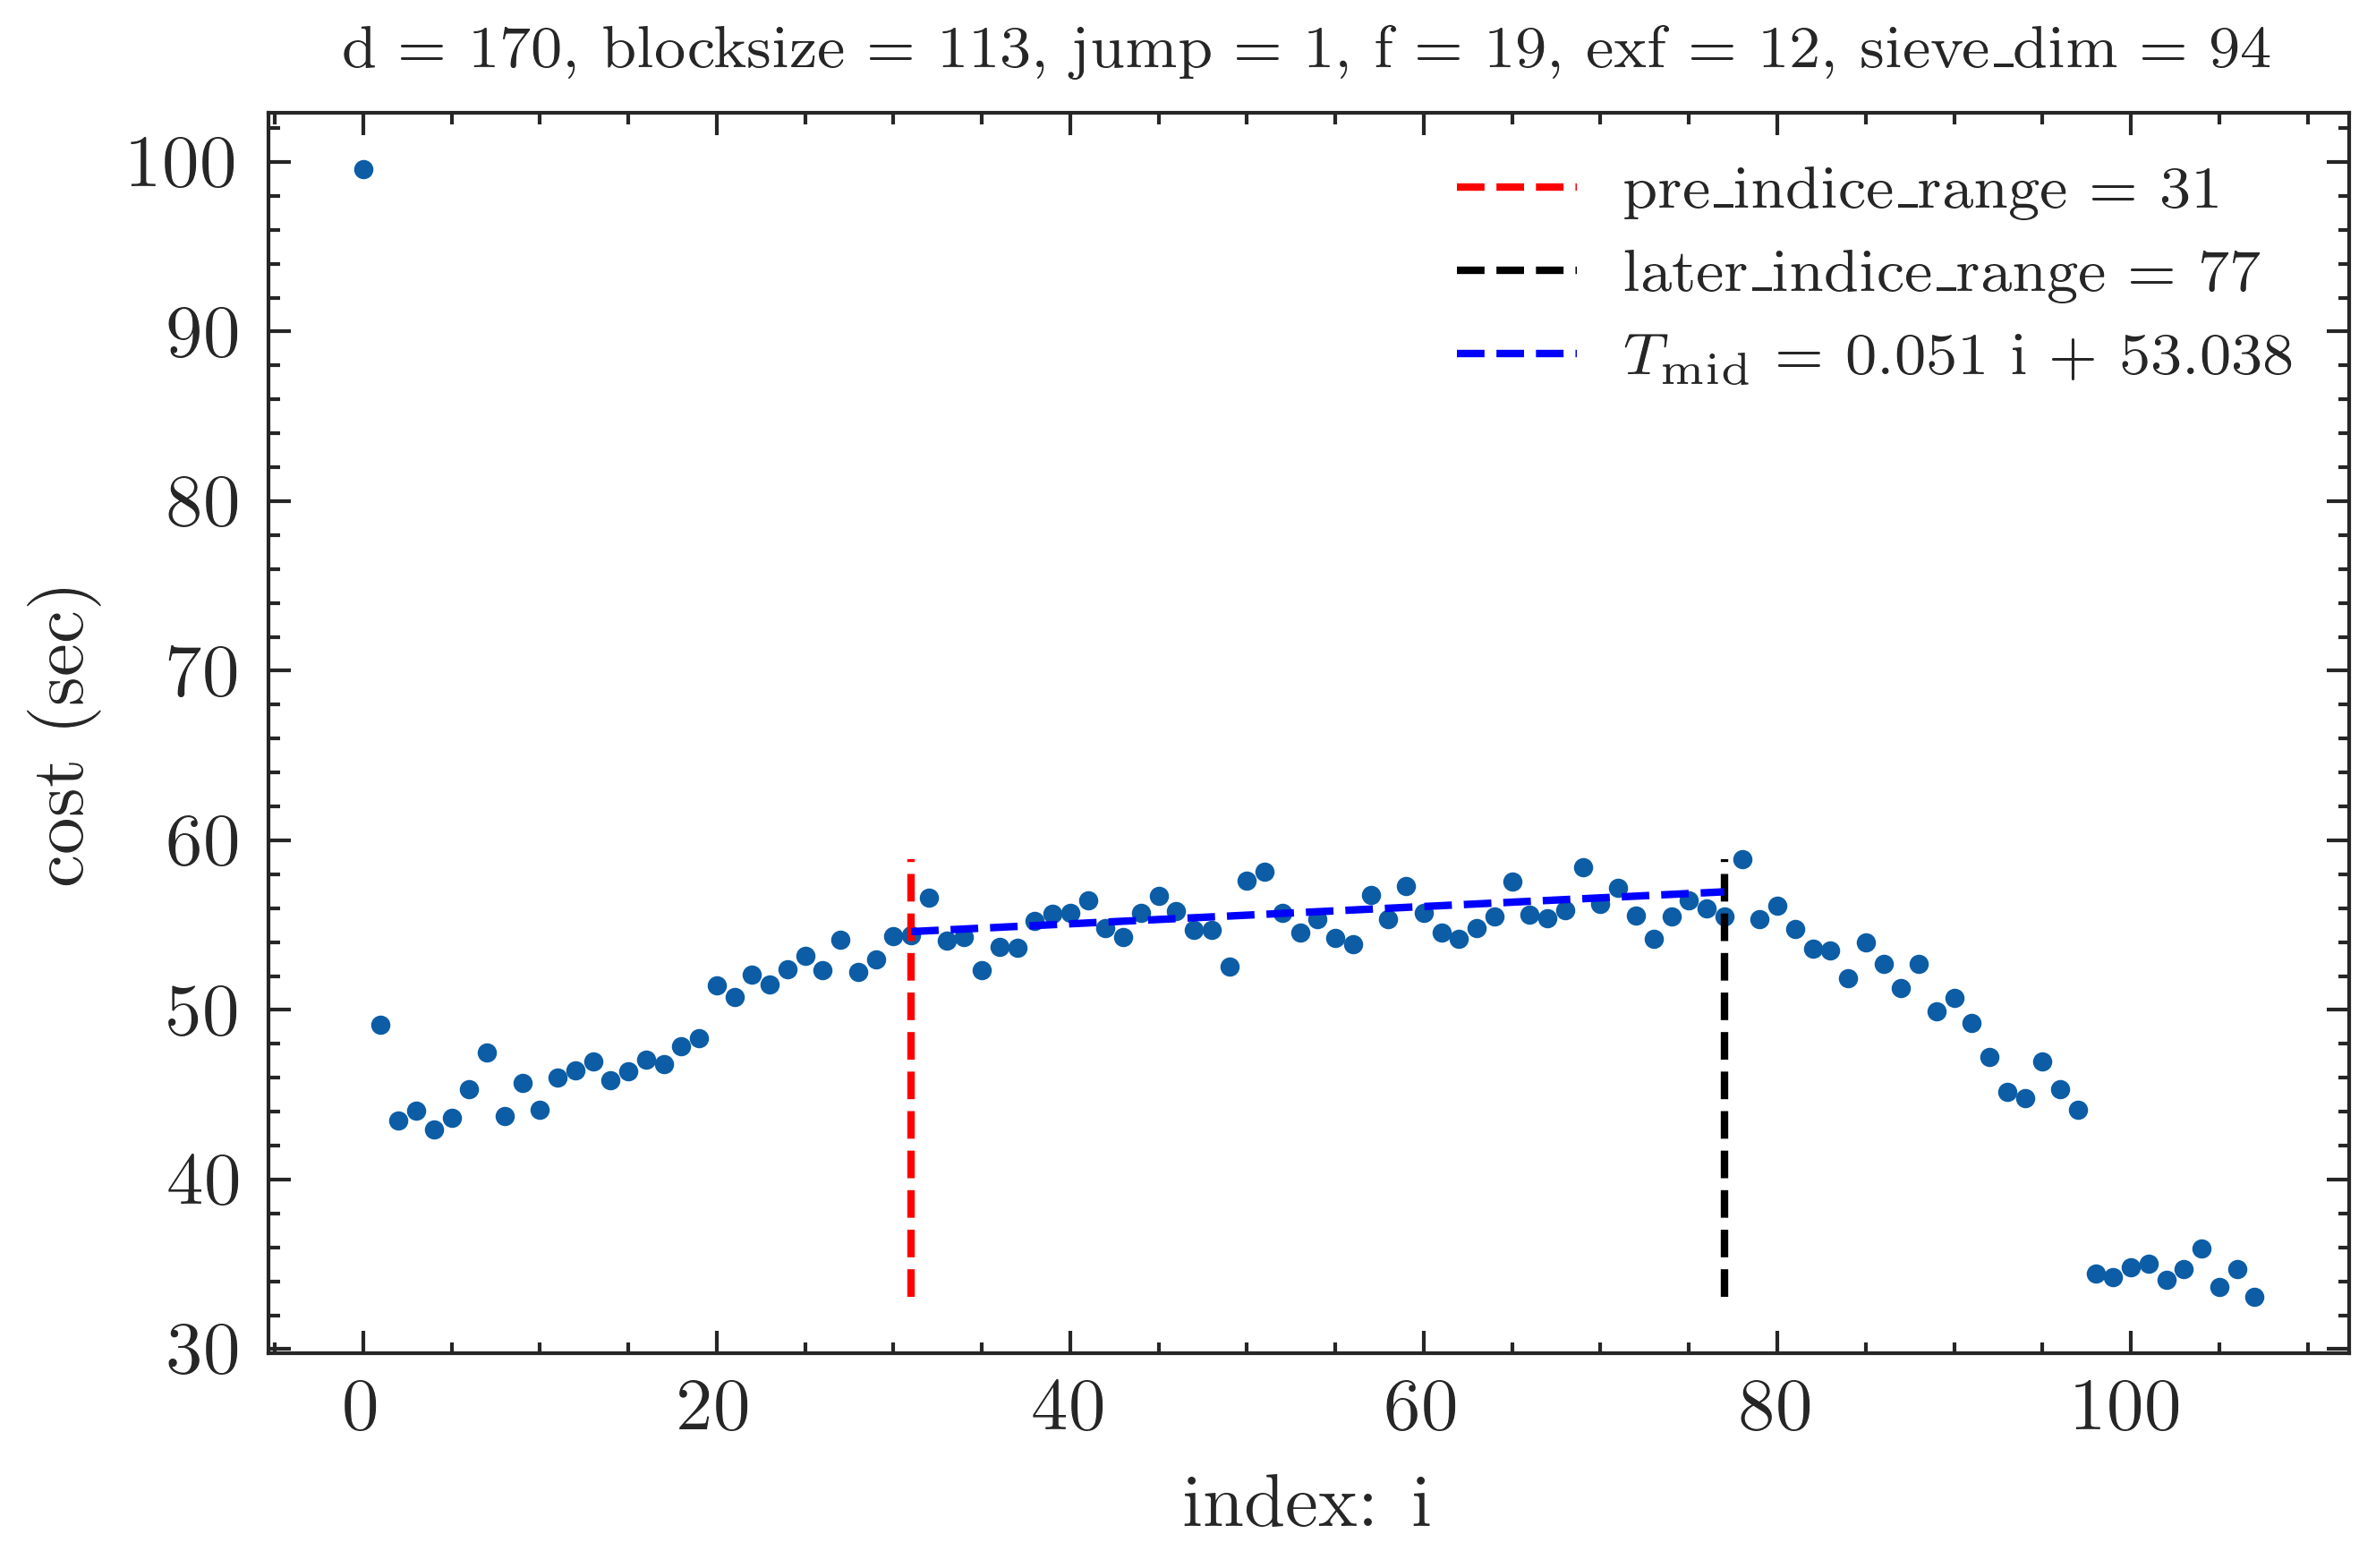 d = 170, blocksize = 113, jump = 1, f = 19, exf = 12, sieve_dim = 94
pre_indice_range = 31
later_indice_range = 77
T_mid = 0.051 i + 53.038
cost (sec)
100
90
80
70
60
50
40
30
0 20 40 60 80 100
index: i